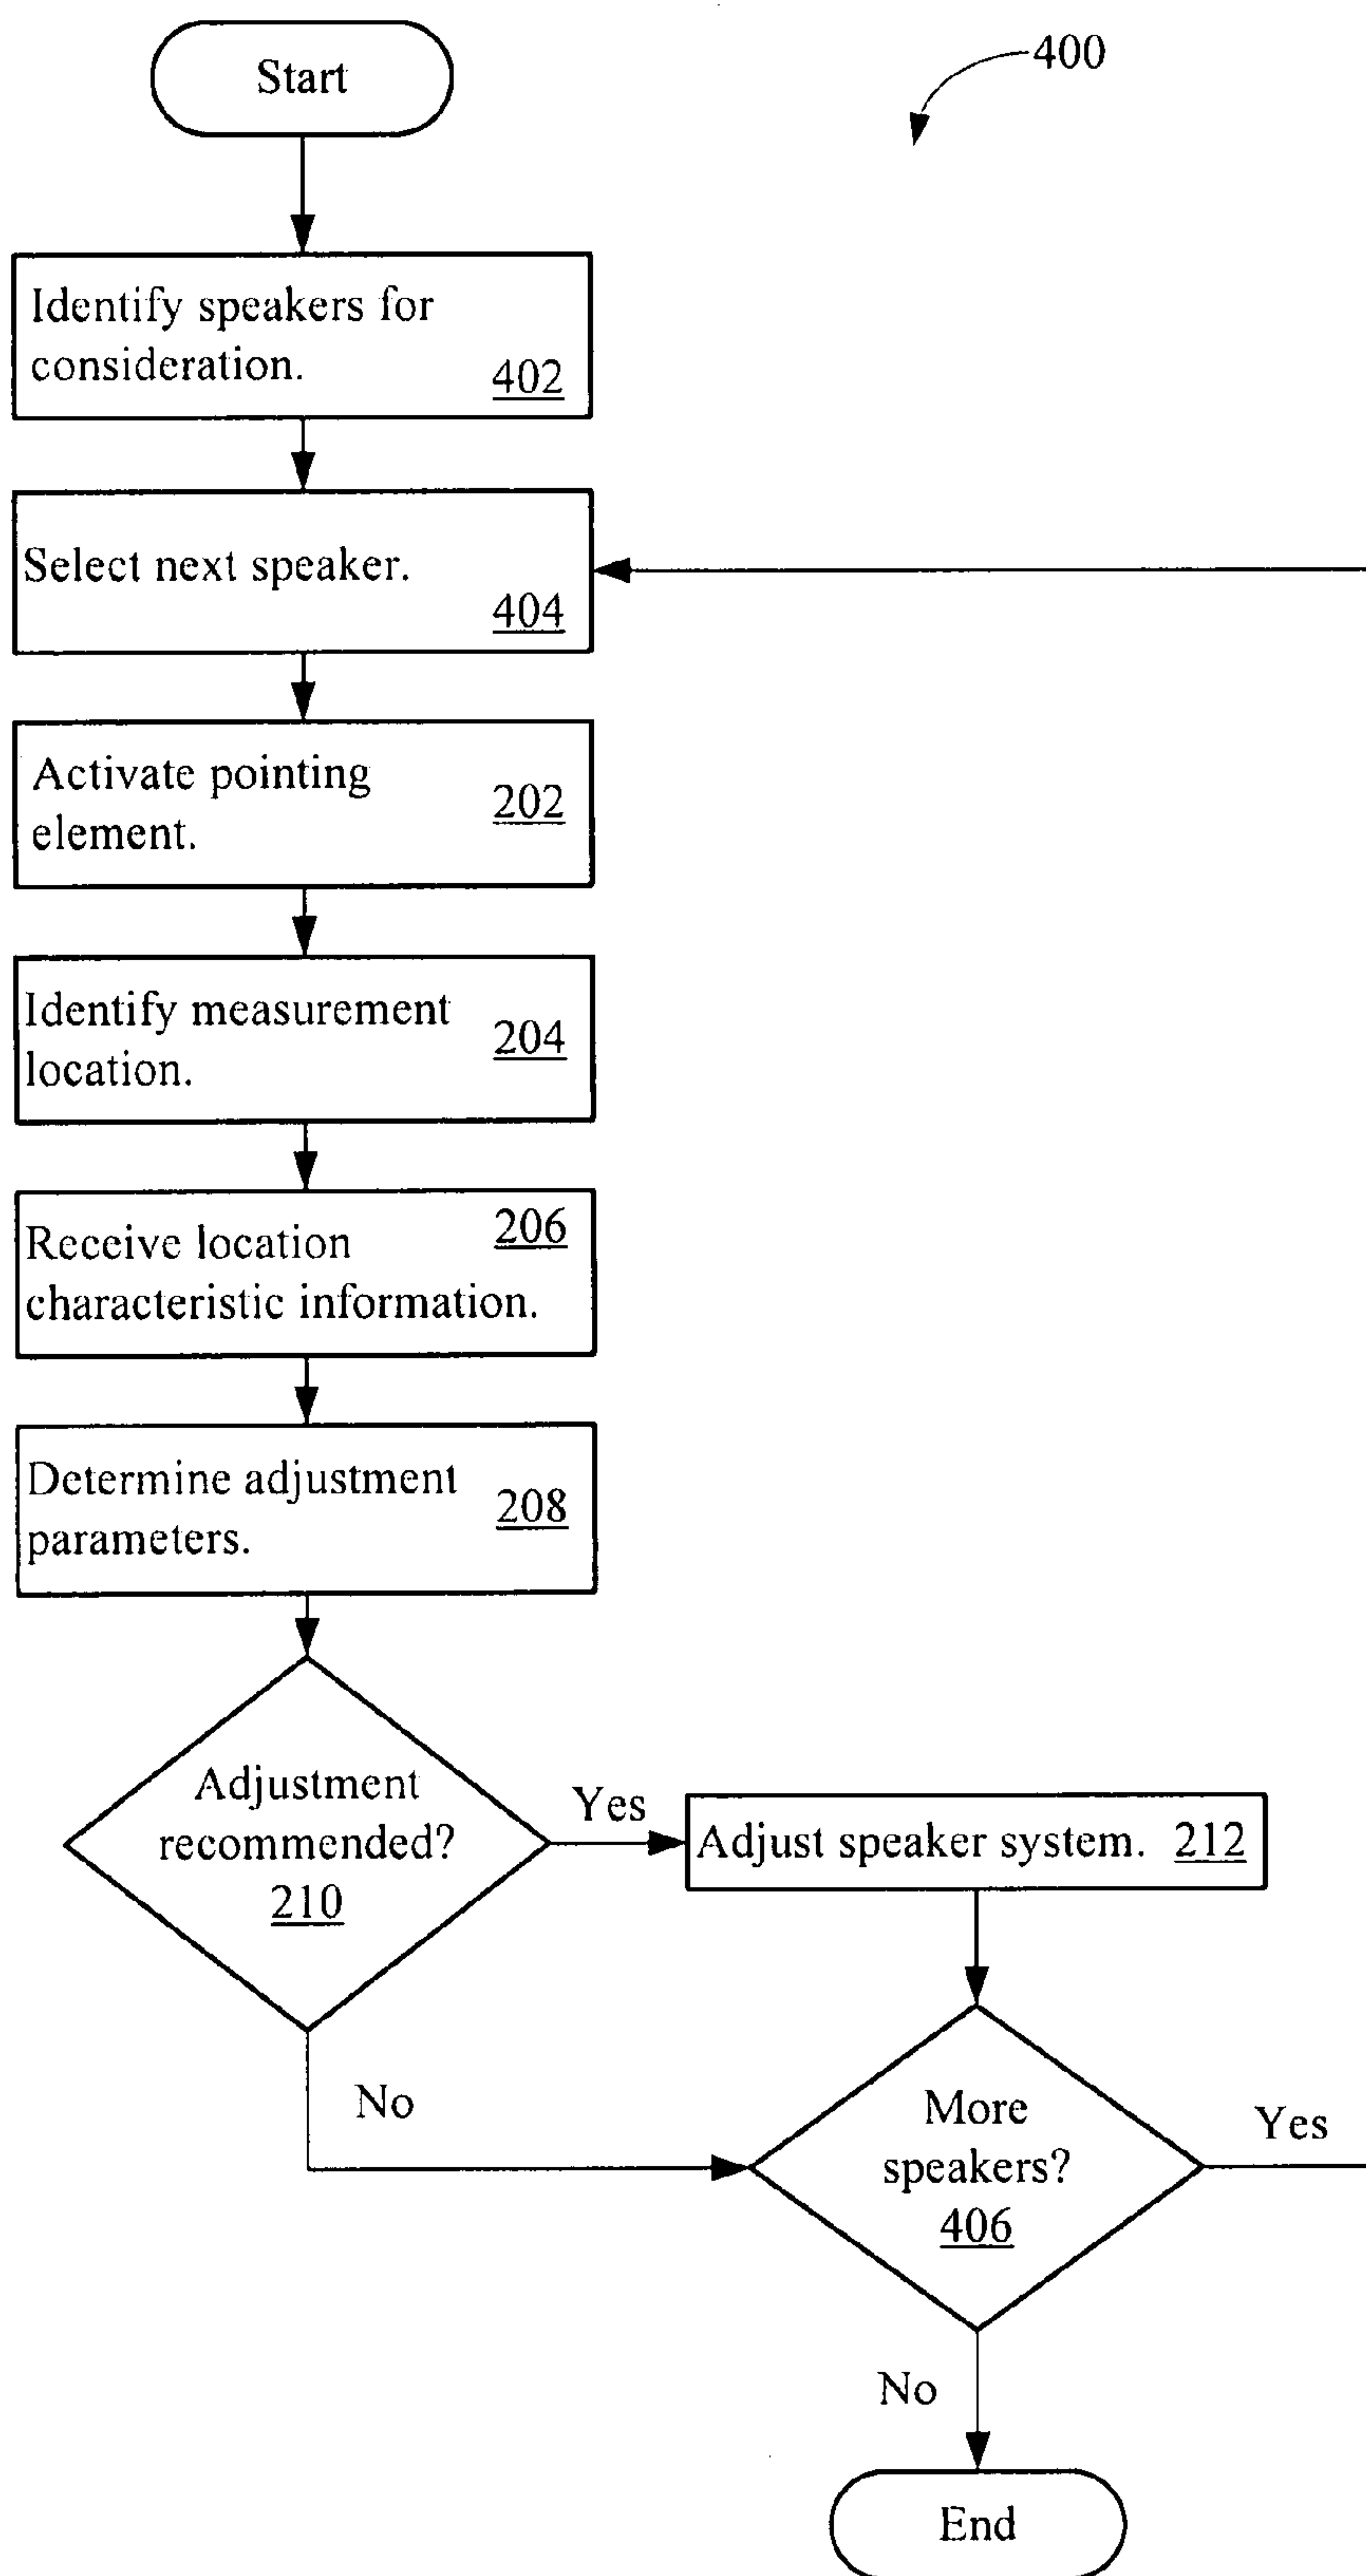 Start
400
Identify speakers for
consideration.
402
Select next speaker.
404
Activate pointing
element.
202
Identify measurement
location.
204
Receive location
characteristic information.
206
Determine adjustment
parameters.
208
Adjustment
recommended?
210
Yes
Adjust speaker system. 212
No
More
speakers?
406
Yes
No
End